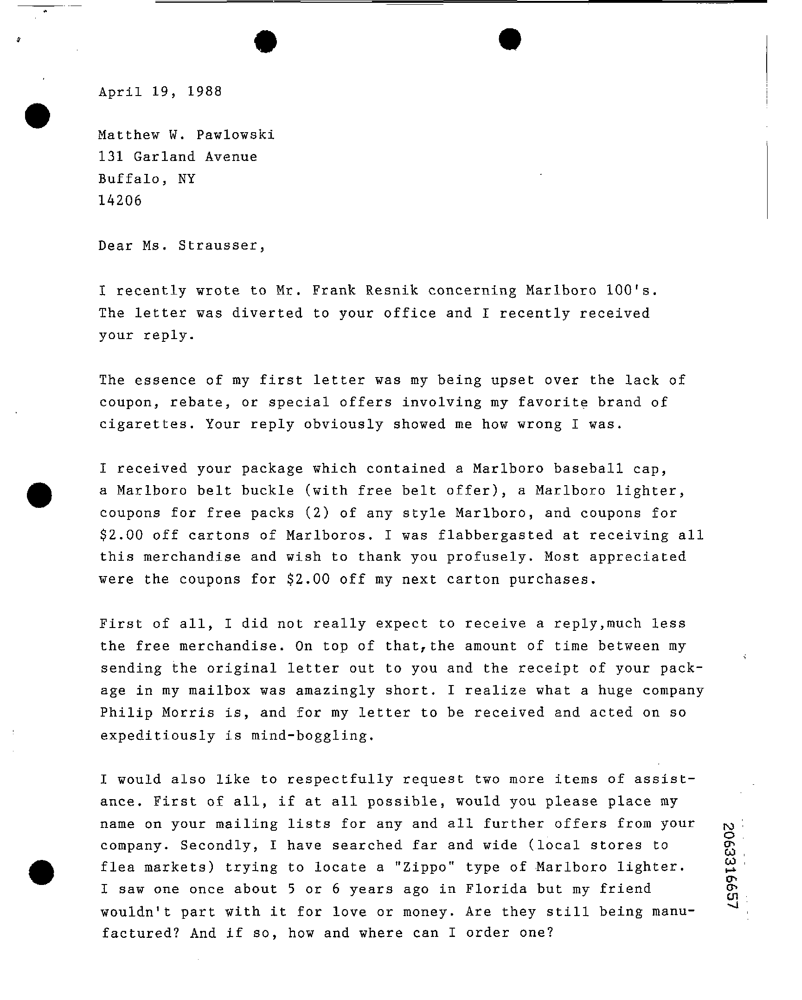 April 19, 1988
Matthew W. Pawlowski
131 Garland Avenue
Buffalo, NY
14206
Dear Ms. Strausser,
I recently wrote to Mr. Frank Resnik concerning Marlboro 100's.
The letter was diverted to your office and I recently received
your reply.
The essence of my first letter was my being upset over the lack of
coupon, rebate, or special offers involving my favorite brand of
cigarettes. Your reply obviously showed me how wrong I was.
I received your package which contained a Marlboro baseball cap,
a Marlboro belt buckle (with free belt offer), a Marlboro lighter,
coupons for free packs (2) of any style Marlboro, and coupons for
$2.00 off cartons of Marlboros. I was flabbergasted at receiving all
this merchandise and wish to thank you profusely. Most appreciated
were the coupons for $2.00 off my next carton purchases.
First of all, I did not really expect to receive a reply,much less
the free merchandise. On top of that,the amount of time between my
sending the original letter out to you and the receipt of your pack-
age in my mailbox was amazingly short. I realize what a huge company
Philip Morris is, and for my letter to be received and acted on so
expeditiously is mind-boggling.
I would also like to respectfully request two more items of assist-
ance. First of all, if at all possible, would you please place my
name on your mailing lists for any and all further offers from your
company. Secondly, I have searched far and wide (local stores to
flea markets) trying to locate a "Zippo" type of Marlboro lighter.
I saw one once about 5 or 6 years ago in Florida but my friend
wouldn't part with it for love or money. Are they still being manu-
factured? And if so, how and where can I order one?
2063316657